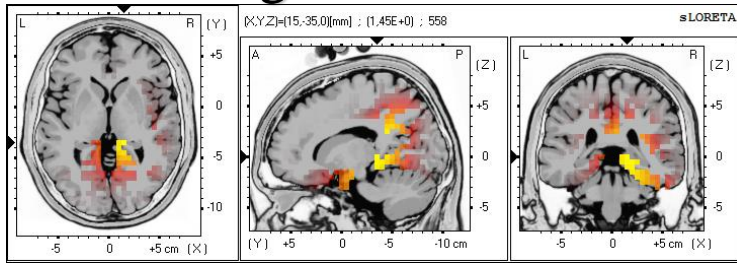 (X,Y,Z)=(15,-35,0)[mm] ; (1,45E+0) ; 558
sLORETA
L R (Y)
+5
0
-5
-10
-5 0 +5 cm (X)
A P (Z)
+5
0
-5
(Y) +5 0 -5 -10 cm
L R (Z)
+5
0
-5
-5 0 +5 cm (X)